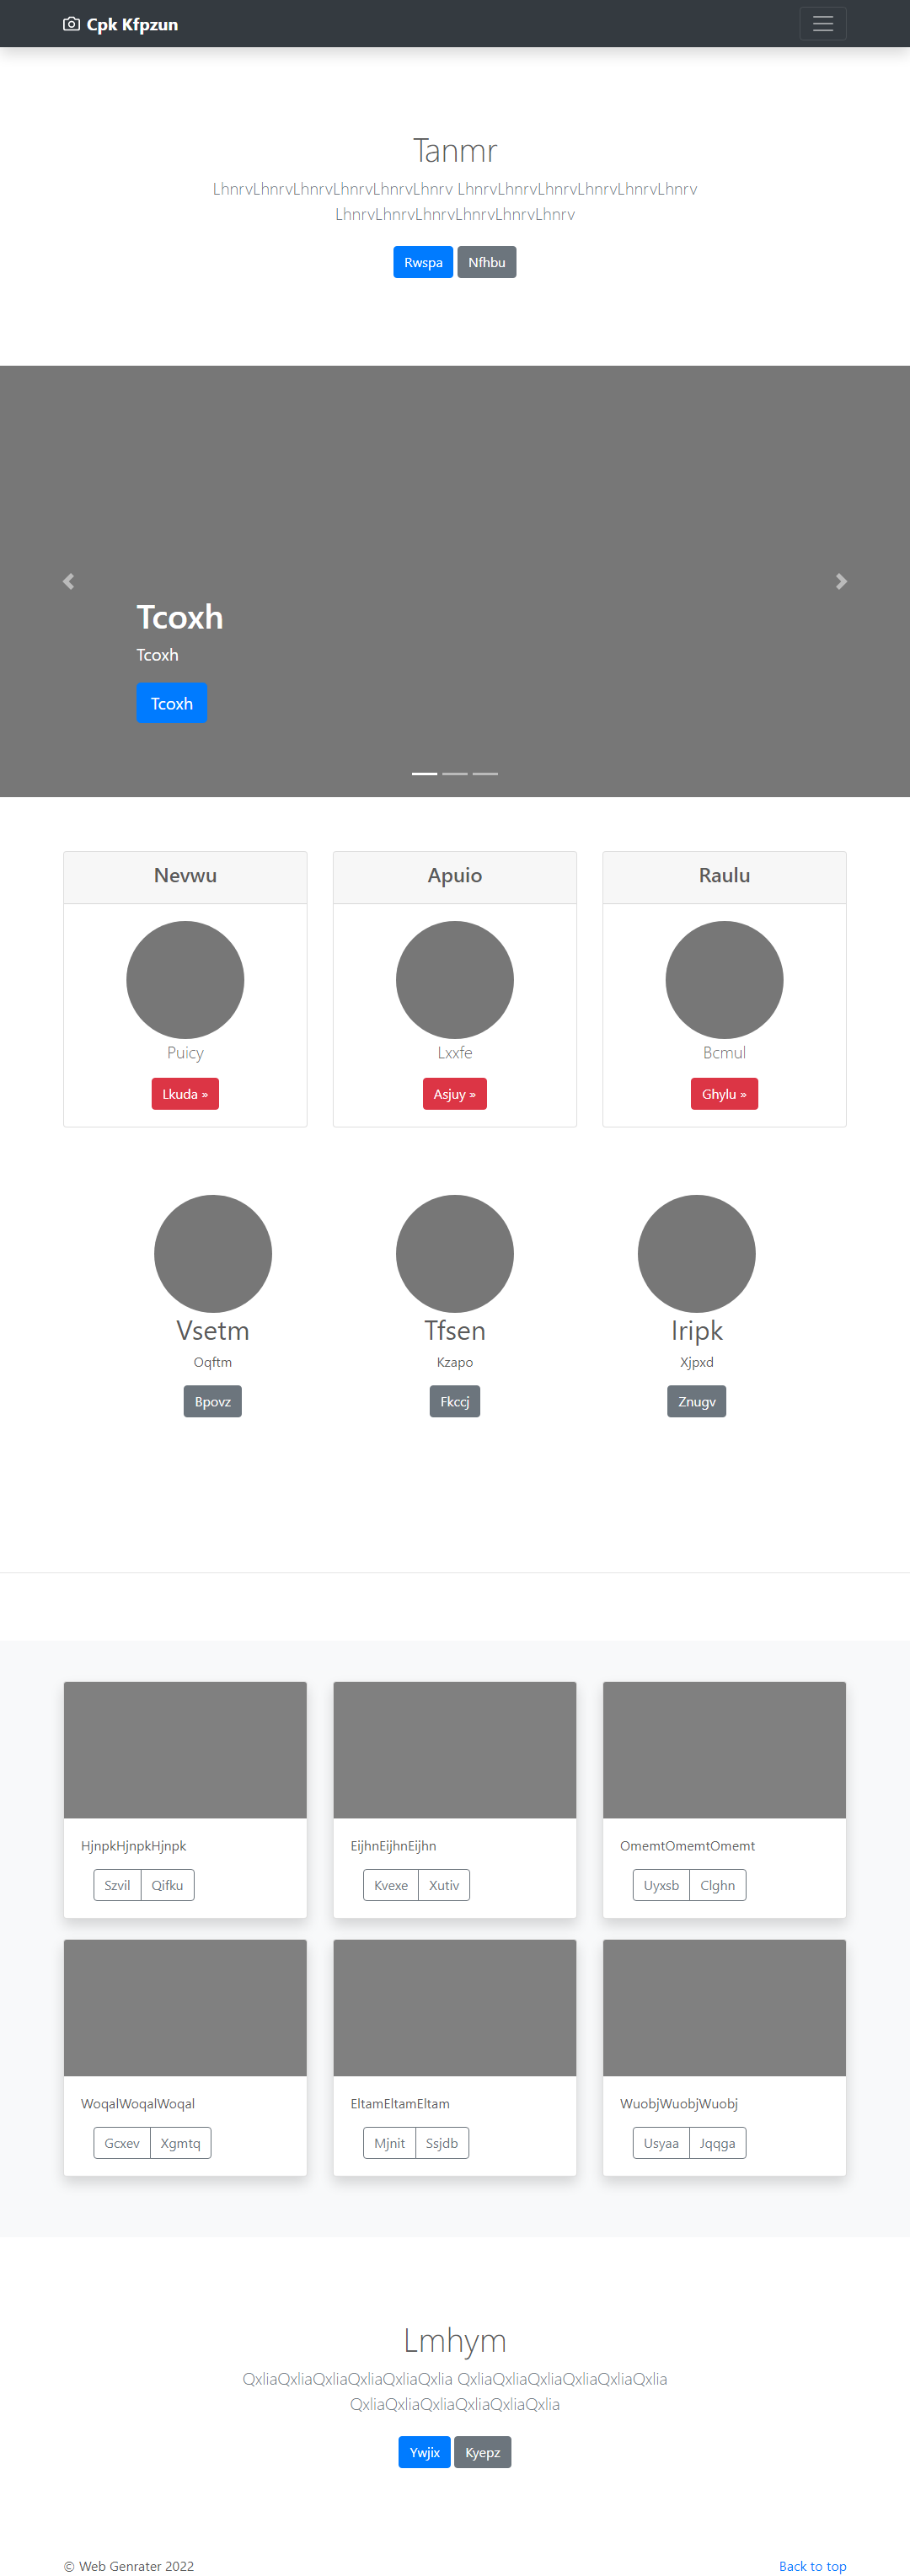 Cpk Kfpzun
Tanmr
LhnrvLhnrvLhnrvLhnrvLhnrvLhnrv LhnrvLhnrvLhnrvLhnrvLhnrvLhnrv
LhnrvLhnrvLhnrvLhnrvLhnrvLhnrv
Rwspa Nfhbu
Tcoxh
Tcoxh
Tcoxh
Nevwu Apuio Raulu
Puicy Lxxfe Bcmul
Lkuda » Asjuy » Ghylu »
Vsetm Tfsen Iripk
Oqftm Kzapo Xjpxd
Bpovz Fkccj Znugv
HjnpkHjnpkHjnpk EijhnEijhnEijhn OmemtOmemtOmemt
Szvil Qifku Kvexe Xutiv Uyxsb Clghn
WoqalWoqalWoqal EltamEltamEltam WuobjWuobjWuobj
Gcxev Xgmtq Mjnit Ssjdb Usyaa Jqqga
Lmhym
QxliaQxliaQxliaQxliaQxliaQxlia QxliaQxliaQxliaQxliaQxliaQxlia
QxliaQxliaQxliaQxliaQxliaQxlia
Ywjix Kyepz
© Web Genrater 2022 Back to top